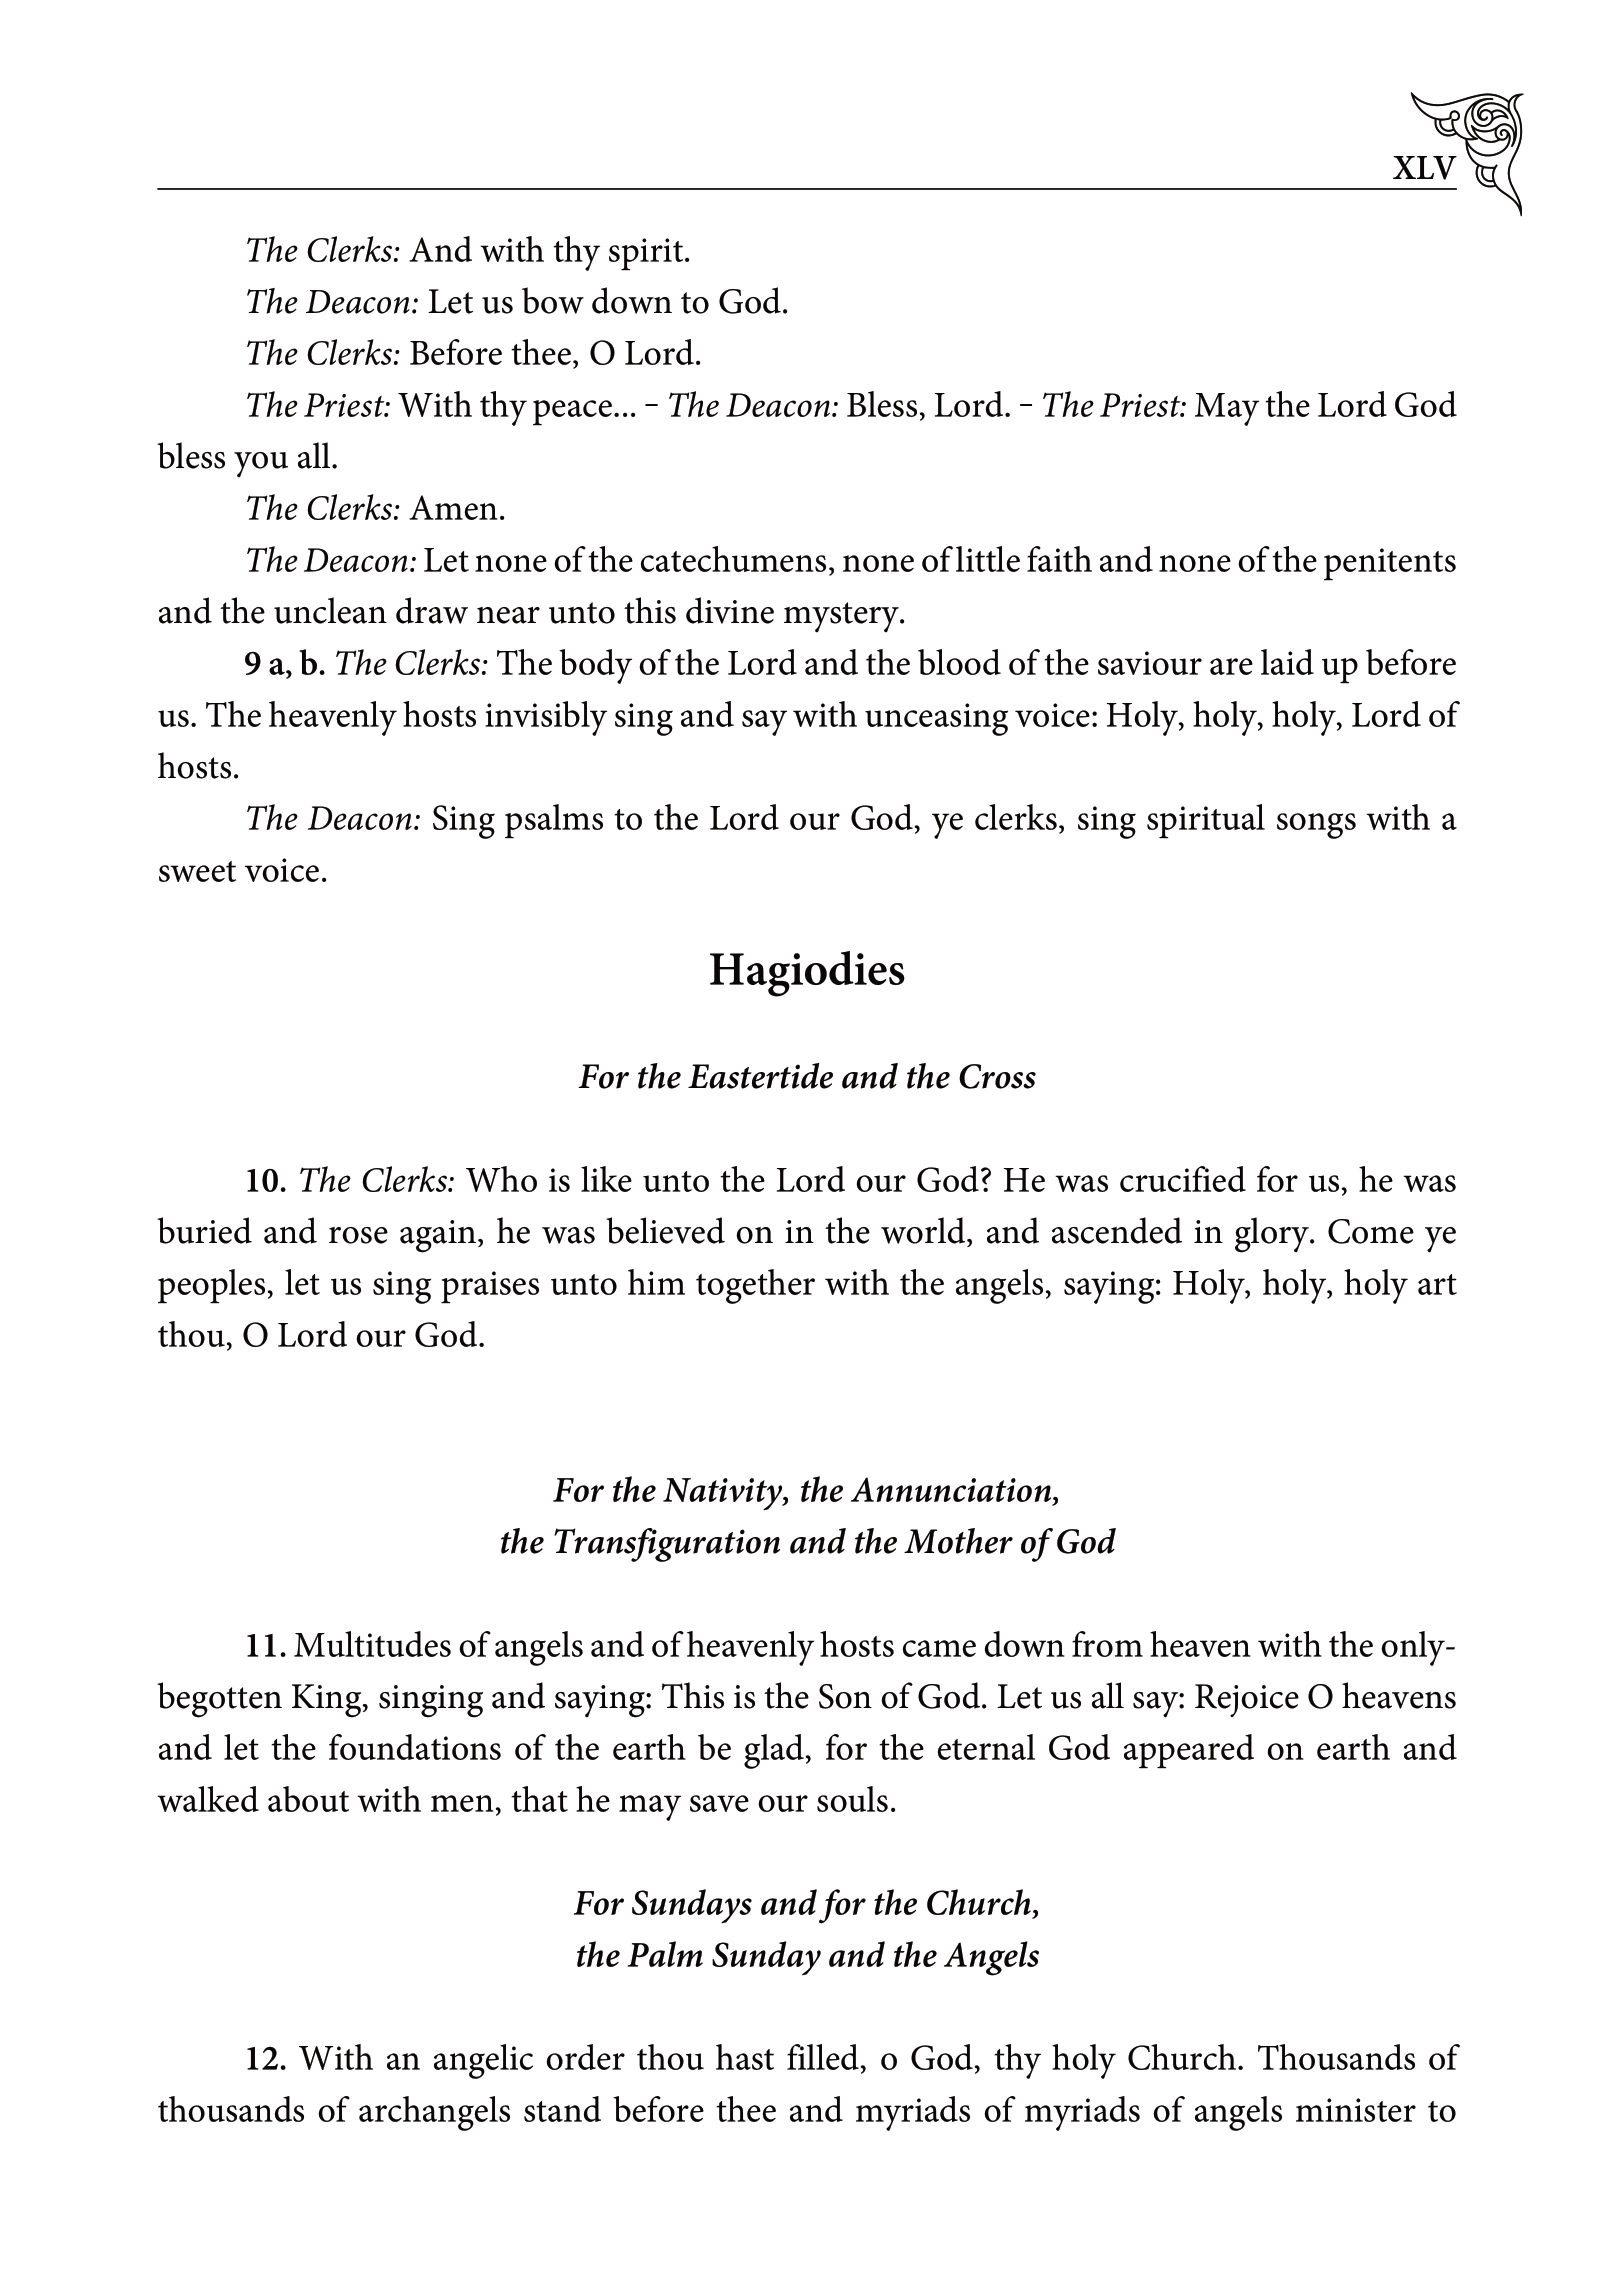 XLV
The Clerks: And with thy spirit.
The Deacon: Let us bow down to God.
The Clerks: Before thee, O Lord.
The Priest: With thy peace... – The Deacon: Bless, Lord. – The Priest: May the Lord God
bless you all.
The Clerks: Amen.
The Deacon: Let none of the catechumens, none of little faith and none of the penitents
and the unclean draw near unto this divine mystery.
9 a, b. The Clerks: The body of the Lord and the blood of the saviour are laid up before
us. The heavenly hosts invisibly sing and say with unceasing voice: Holy, holy, holy, Lord of
hosts.
The Deacon: Sing psalms to the Lord our God, ye clerks, sing spiritual songs with a
sweet voice.
Hagiodies
For the Eastertide and the Cross
10. The Clerks: Who is like unto the Lord our God? He was crucified for us, he was
buried and rose again, he was believed on in the world, and ascended in glory. Come ye
peoples, let us sing praises unto him together with the angels, saying: Holy, holy, holy art
thou, O Lord our God.
For the Nativity, the Annunciation,
the Transfiguration and the Mother of God
11. Multitudes of angels and of heavenly hosts came down from heaven with the only-
begotten King, singing and saying: This is the Son of God. Let us all say: Rejoice O heavens
and let the foundations of the earth be glad, for the eternal God appeared on earth and
walked about with men, that he may save our souls.
For Sundays and for the Church,
the Palm Sunday and the Angels
12. With an angelic order thou hast filled, o God, thy holy Church. Thousands of
thousands of archangels stand before thee and myriads of myriads of angels minister to